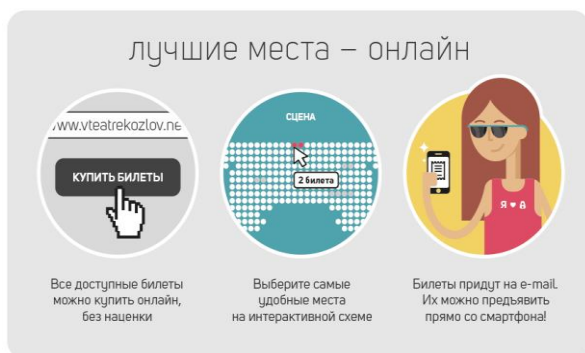 лучшие места – онлайн
www.vteatrekozlov.ne
КУПИТЬ БИЛЕТЫ
Все доступные билеты
можно купить онлайн,
без наценки
СЦЕНА
2 билета
Выберите самые
удобные места
на интерактивной схеме
Я ♥ &
Билеты придут на e-mail.
Их можно предъявить
прямо со смартфона!